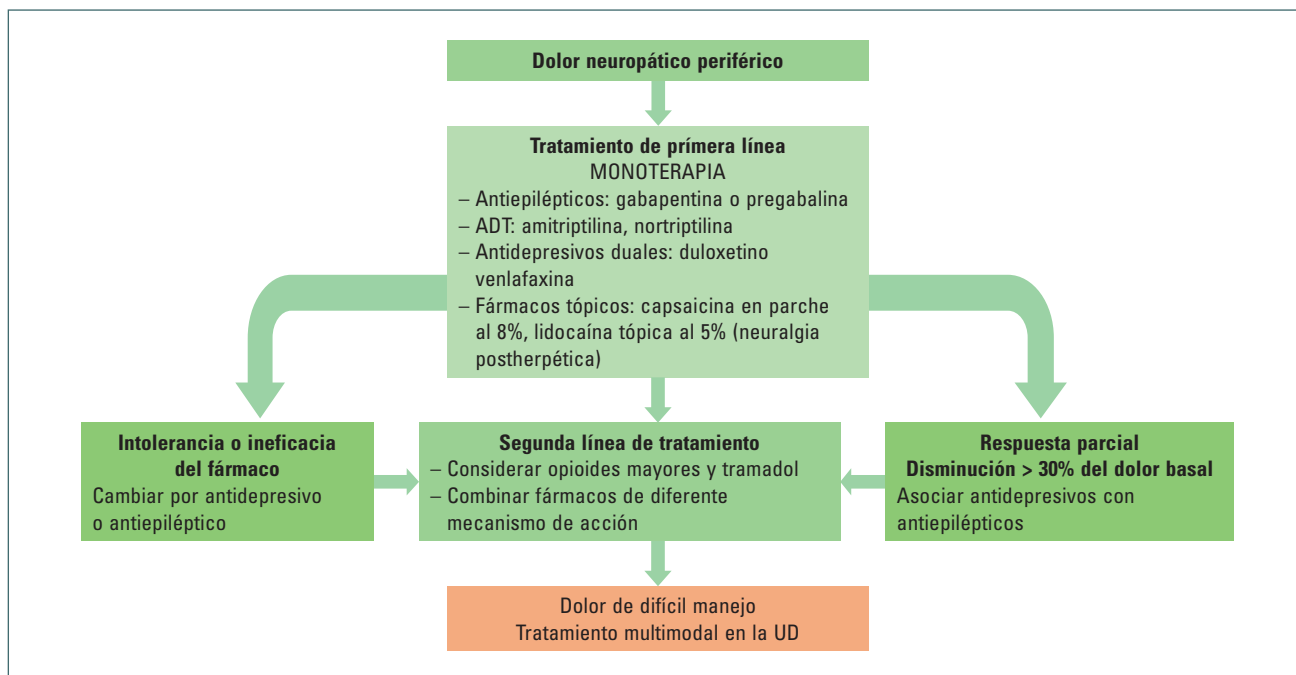 Dolor neuropático periférico
Tratamiento de prímera línea
MONOTERAPIA
– Antiepilépticos: gabapentina o pregabalina
– ADT: amitriptilina, nortriptilina
– Antidepresivos duales: duloxetino
venlafaxina
– Fármacos tópicos: capsaicina en parche
al 8%, lidocaína tópica al 5% (neuralgia
postherpética)
Intolerancia o ineficacia
del fármaco
Cambiar por antidepresivo
o antiepiléptico
Segunda línea de tratamiento
– Considerar opioides mayores y tramadol
– Combinar fármacos de diferente
mecanismo de acción
Respuesta parcial
Disminución > 30% del dolor basal
Asociar antidepresivos con
antiepilépticos
Dolor de difícil manejo
Tratamiento multimodal en la UD